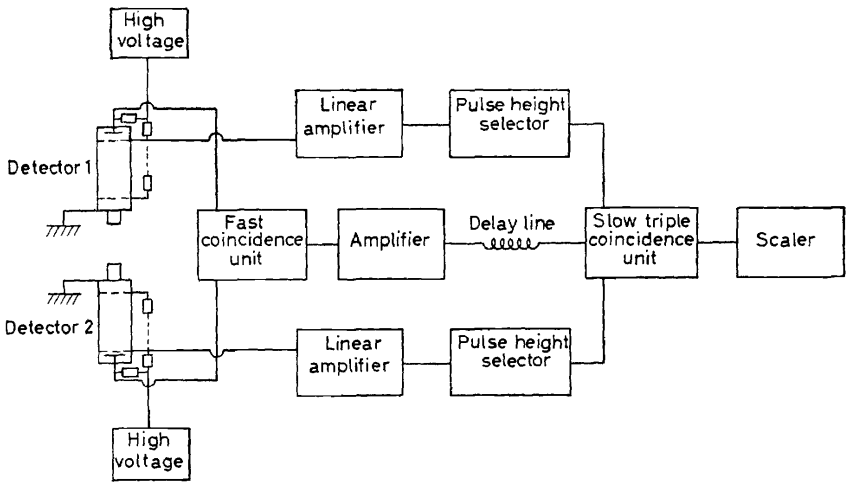 High
voltage
Detector 1
Linear
amplifier
Pulse height
selector
Fast
coincidence
unit
Amplifier
Delay line
Slow triple
coincidence
unit
Scaler
Detector 2
Linear
amplifier
Pulse height
selector
High
voltage